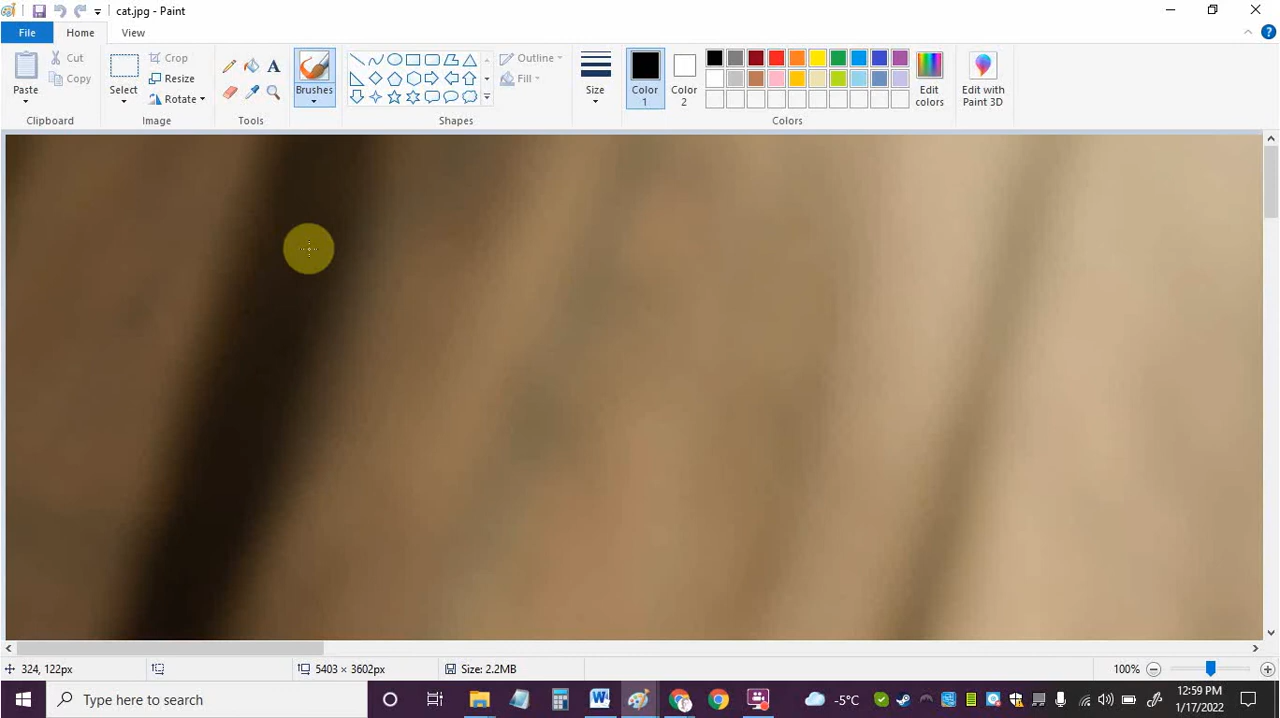 cat.jpg - Paint
File Home View
Paste
Cut
Copy
Clipboard
Select
Crop
Resize
Rotate
Image
A
Tools
Brushes
Shapes
Outline
Fill
Size
Color 1
Color 2
Colors
Edit colors
Edit with Paint 3D
324, 122px
5403 × 3602px
Size: 2.2MB
100%
Type here to search
-5°C
12:59 PM
1/17/2022